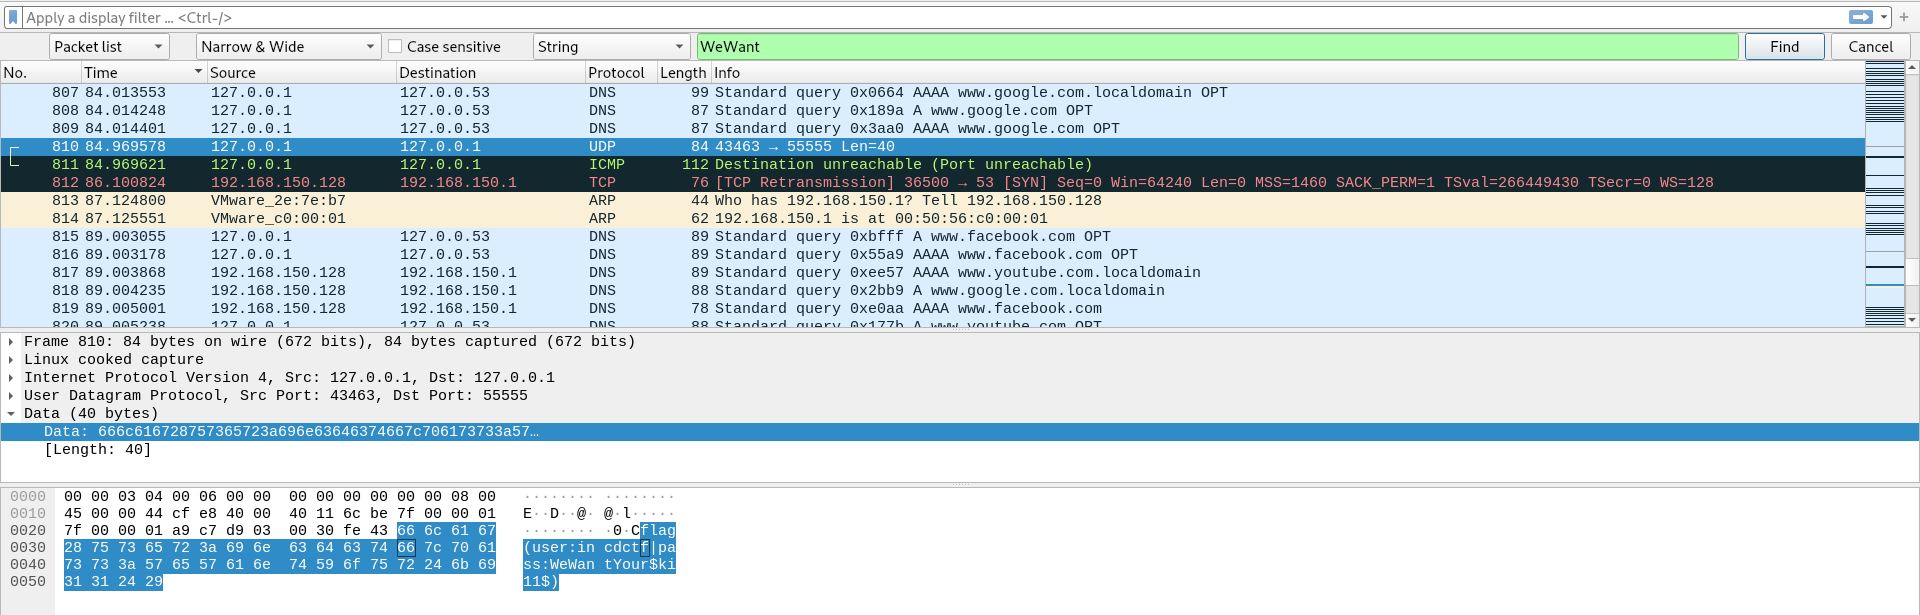 Apply a display filter … <Ctrl-/>
Packet list Narrow & Wide Case sensitive String WeWant Find Cancel
No. Time Source Destination Protocol Length Info
807 84.013553 127.0.0.1 127.0.0.53 DNS 99 Standard query 0x0664 AAAA www.google.com.localdomain OPT
808 84.014248 127.0.0.1 127.0.0.53 DNS 87 Standard query 0x189a A www.google.com OPT
809 84.014401 127.0.0.1 127.0.0.53 DNS 87 Standard query 0x3aa0 AAAA www.google.com OPT
810 84.969578 127.0.0.1 127.0.0.1 UDP 84 43463 → 55555 Len=40
811 84.969621 127.0.0.1 127.0.0.1 ICMP 112 Destination unreachable (Port unreachable)
812 86.100824 192.168.150.128 192.168.150.1 TCP 76 [TCP Retransmission] 36500 → 53 [SYN] Seq=0 Win=64240 Len=0 MSS=1460 SACK_PERM=1 TSval=266449430 TSecr=0 WS=128
813 87.124800 VMware_2e:7e:b7 ARP 44 Who has 192.168.150.1? Tell 192.168.150.128
814 87.125551 VMware_c0:00:01 ARP 62 192.168.150.1 is at 00:50:56:c0:00:01
815 89.003055 127.0.0.1 127.0.0.53 DNS 89 Standard query 0xbfff A www.facebook.com OPT
816 89.003178 127.0.0.1 127.0.0.53 DNS 89 Standard query 0x55a9 AAAA www.facebook.com OPT
817 89.003868 192.168.150.128 192.168.150.1 DNS 89 Standard query 0xee57 AAAA www.youtube.com.localdomain
818 89.004235 192.168.150.128 192.168.150.1 DNS 88 Standard query 0x2bb9 A www.google.com.localdomain
819 89.005001 192.168.150.128 192.168.150.1 DNS 78 Standard query 0xe0aa AAAA www.facebook.com
820 89.005238 127.0.0.1 127.0.0.53 DNS 88 Standard query 0x177b A www.youtube.com OPT
Frame 810: 84 bytes on wire (672 bits), 84 bytes captured (672 bits)
Linux cooked capture
Internet Protocol Version 4, Src: 127.0.0.1, Dst: 127.0.0.1
User Datagram Protocol, Src Port: 43463, Dst Port: 55555
Data (40 bytes)
Data: 666c616728757365723a696e63646374667c706173733a57…
[Length: 40]
0000 00 00 03 04 00 06 00 00 00 00 00 00 00 00 08 00 ········ ········
0010 45 00 00 44 cf e8 40 00 40 11 6c be 7f 00 00 01 E··D··@· @·l·····
0020 7f 00 00 01 a9 c7 d9 03 00 30 fe 43 66 6c 61 67 ········ ·0·Cflag
0030 28 75 73 65 72 3a 69 6e 63 64 63 74 66 7c 70 61 (user:in cdctf|pa
0040 73 73 3a 57 65 57 61 6e 74 59 6f 75 72 24 6b 69 ss:WeWan tYour$ki
0050 31 31 24 29 11$)